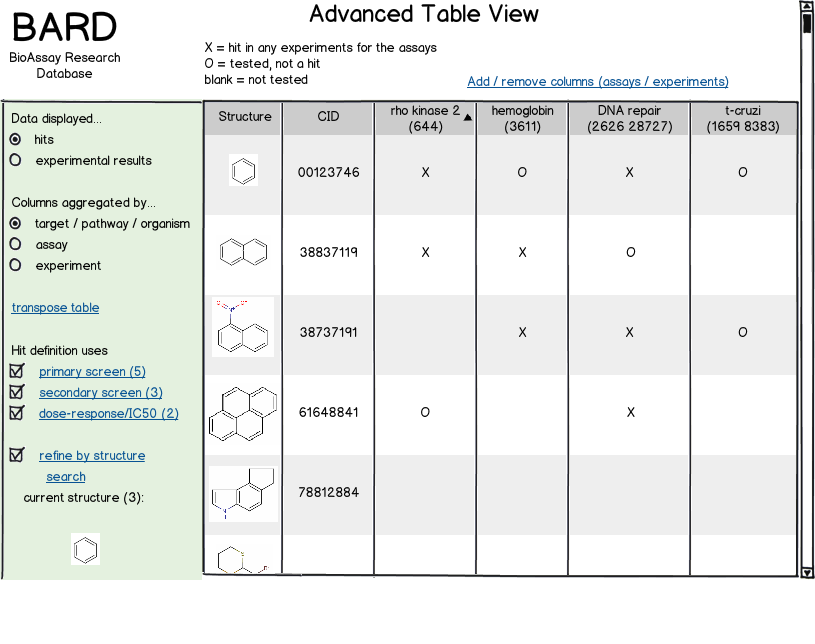 BARD
BioAssay Research
Database
Advanced Table View
X = hit in any experiments for the assays
O = tested, not a hit
blank = not tested
Add / remove columns (assays / experiments)
Data displayed...
hits
experimental results
Columns aggregated by...
target / pathway / organism
assay
experiment
transpose table
Hit definition uses
primary screen (5)
secondary screen (3)
dose-response/IC50 (2)
refine by structure
search
current structure (3):
Structure CID rho kinase 2 (644) hemoglobin (3611) DNA repair (2626 28727) t-cruzi (1659 8383)
00123746 X O X O
38837119 X X O
38737191 X X O
61648841 O X
78812884